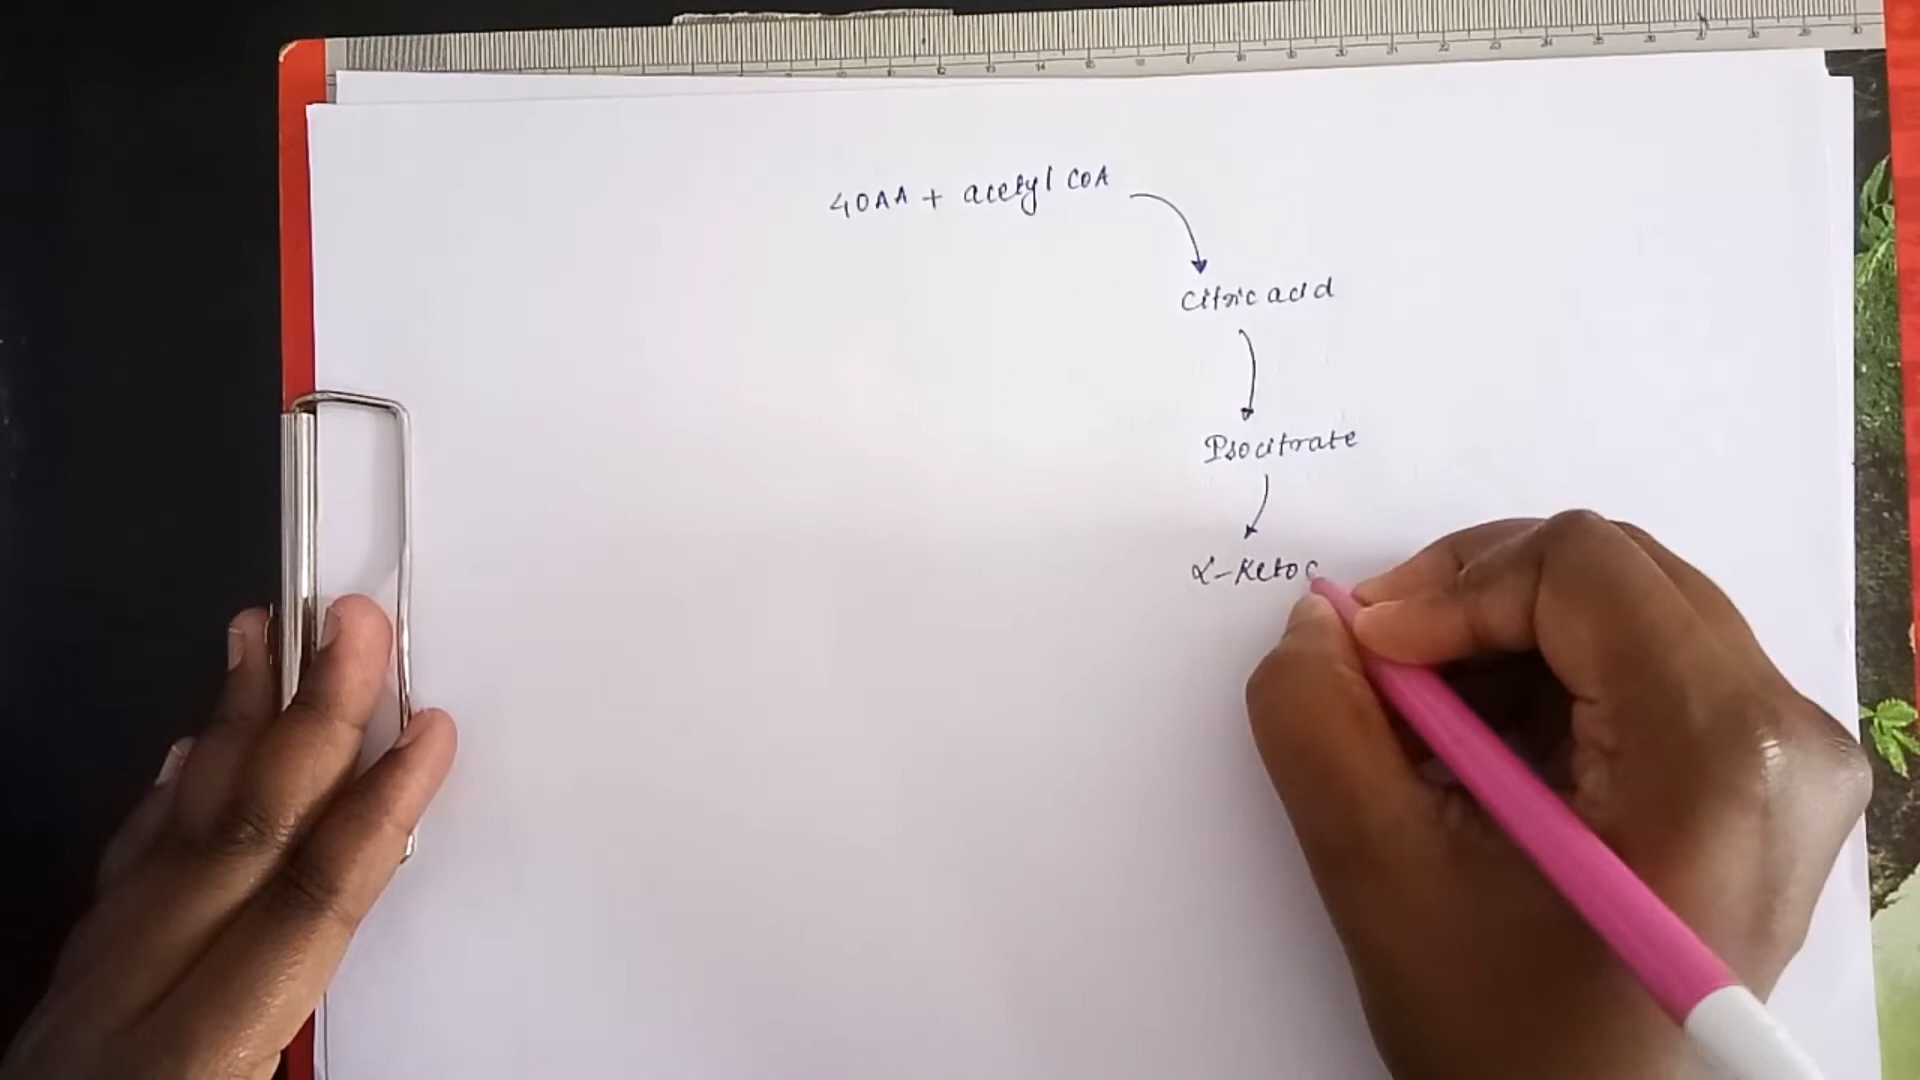 4OAA + acetyl CoA
Citric acid
Isocitrate
α-Ketoc